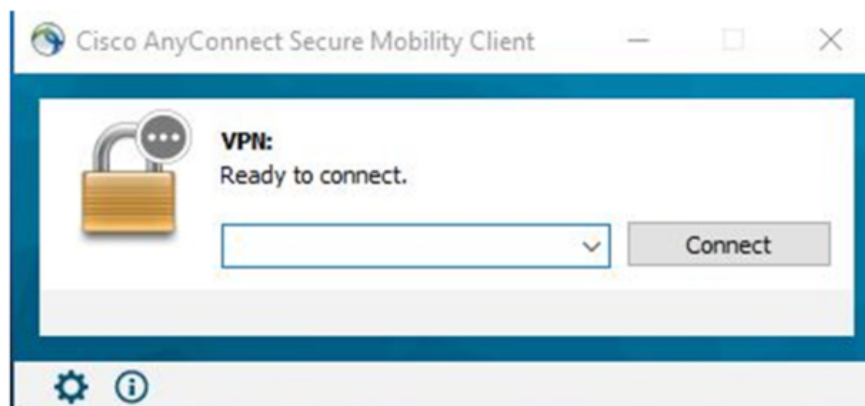 Cisco AnyConnect Secure Mobility Client
VPN:
Ready to connect.
Connect